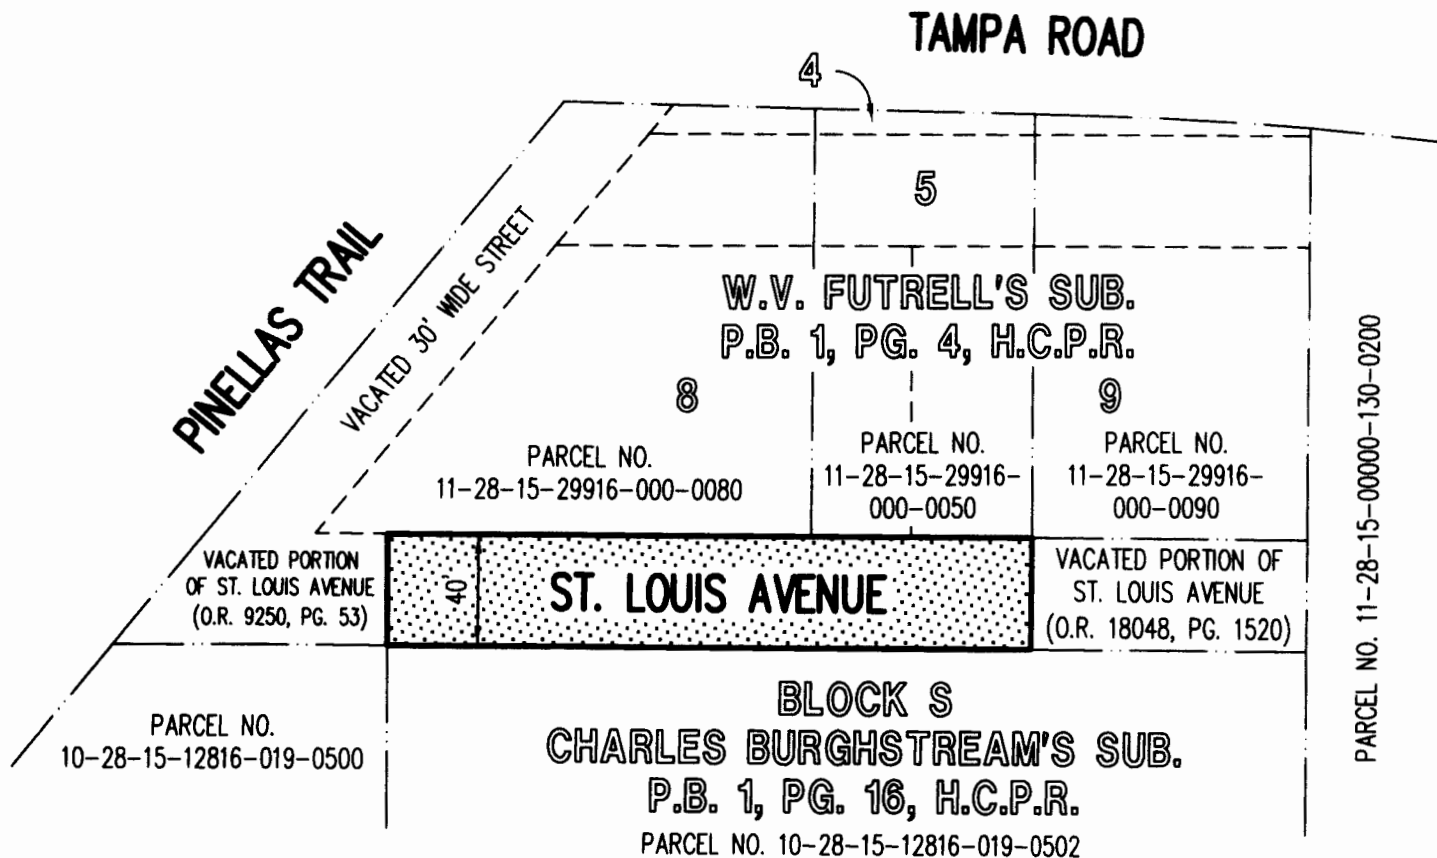 TAMPA ROAD
4
5
PINELLAS TRAIL
VACATED 30' WIDE STREET
W.V. FUTRELL'S SUB.
P.B. 1, PG. 4, H.C.P.R.
8
9
PARCEL NO.
11-28-15-29916-000-0080
PARCEL NO.
11-28-15-29916-
000-0050
PARCEL NO.
11-28-15-29916-
000-0090
PARCEL NO. 11-28-15-00000-130-0200
VACATED PORTION
OF ST. LOUIS AVENUE
(O.R. 9250, PG. 53)
40'
ST. LOUIS AVENUE
VACATED PORTION OF
ST. LOUIS AVENUE
(O.R. 18048, PG. 1520)
PARCEL NO.
10-28-15-12816-019-0500
BLOCK S
CHARLES BURGHSTREAM'S SUB.
P.B. 1, PG. 16, H.C.P.R.
PARCEL NO. 10-28-15-12816-019-0502